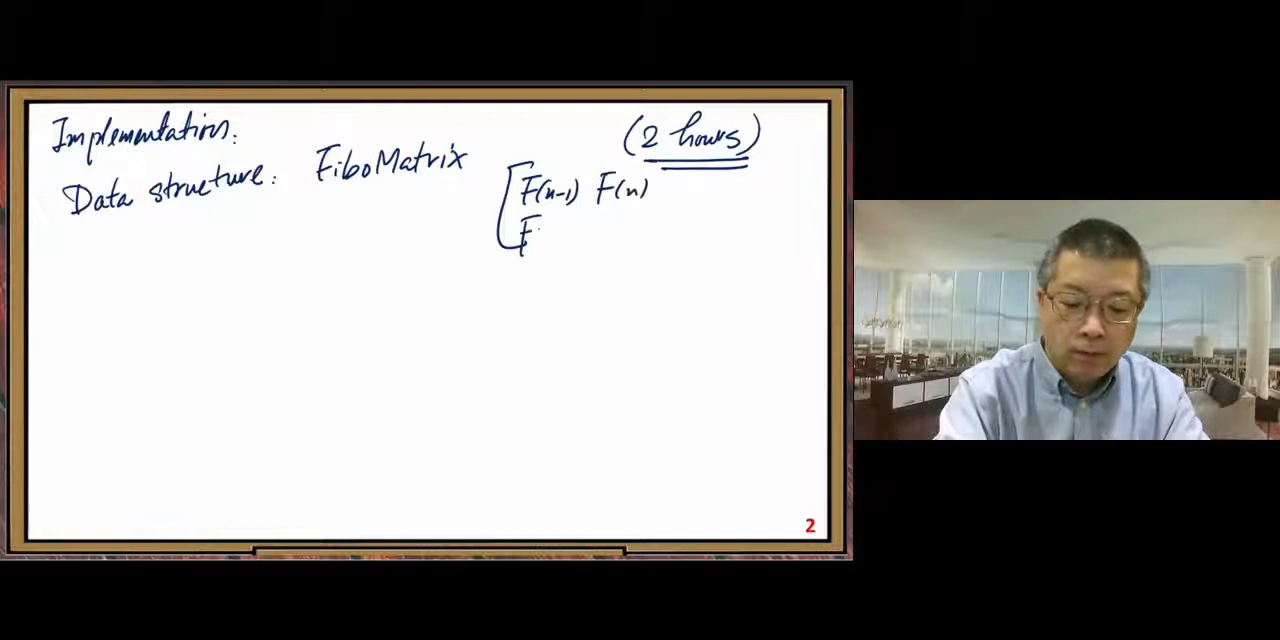 Implementation:
(2 hours)
Data structure: FiboMatrix
F(n-1) F(n)
F
2